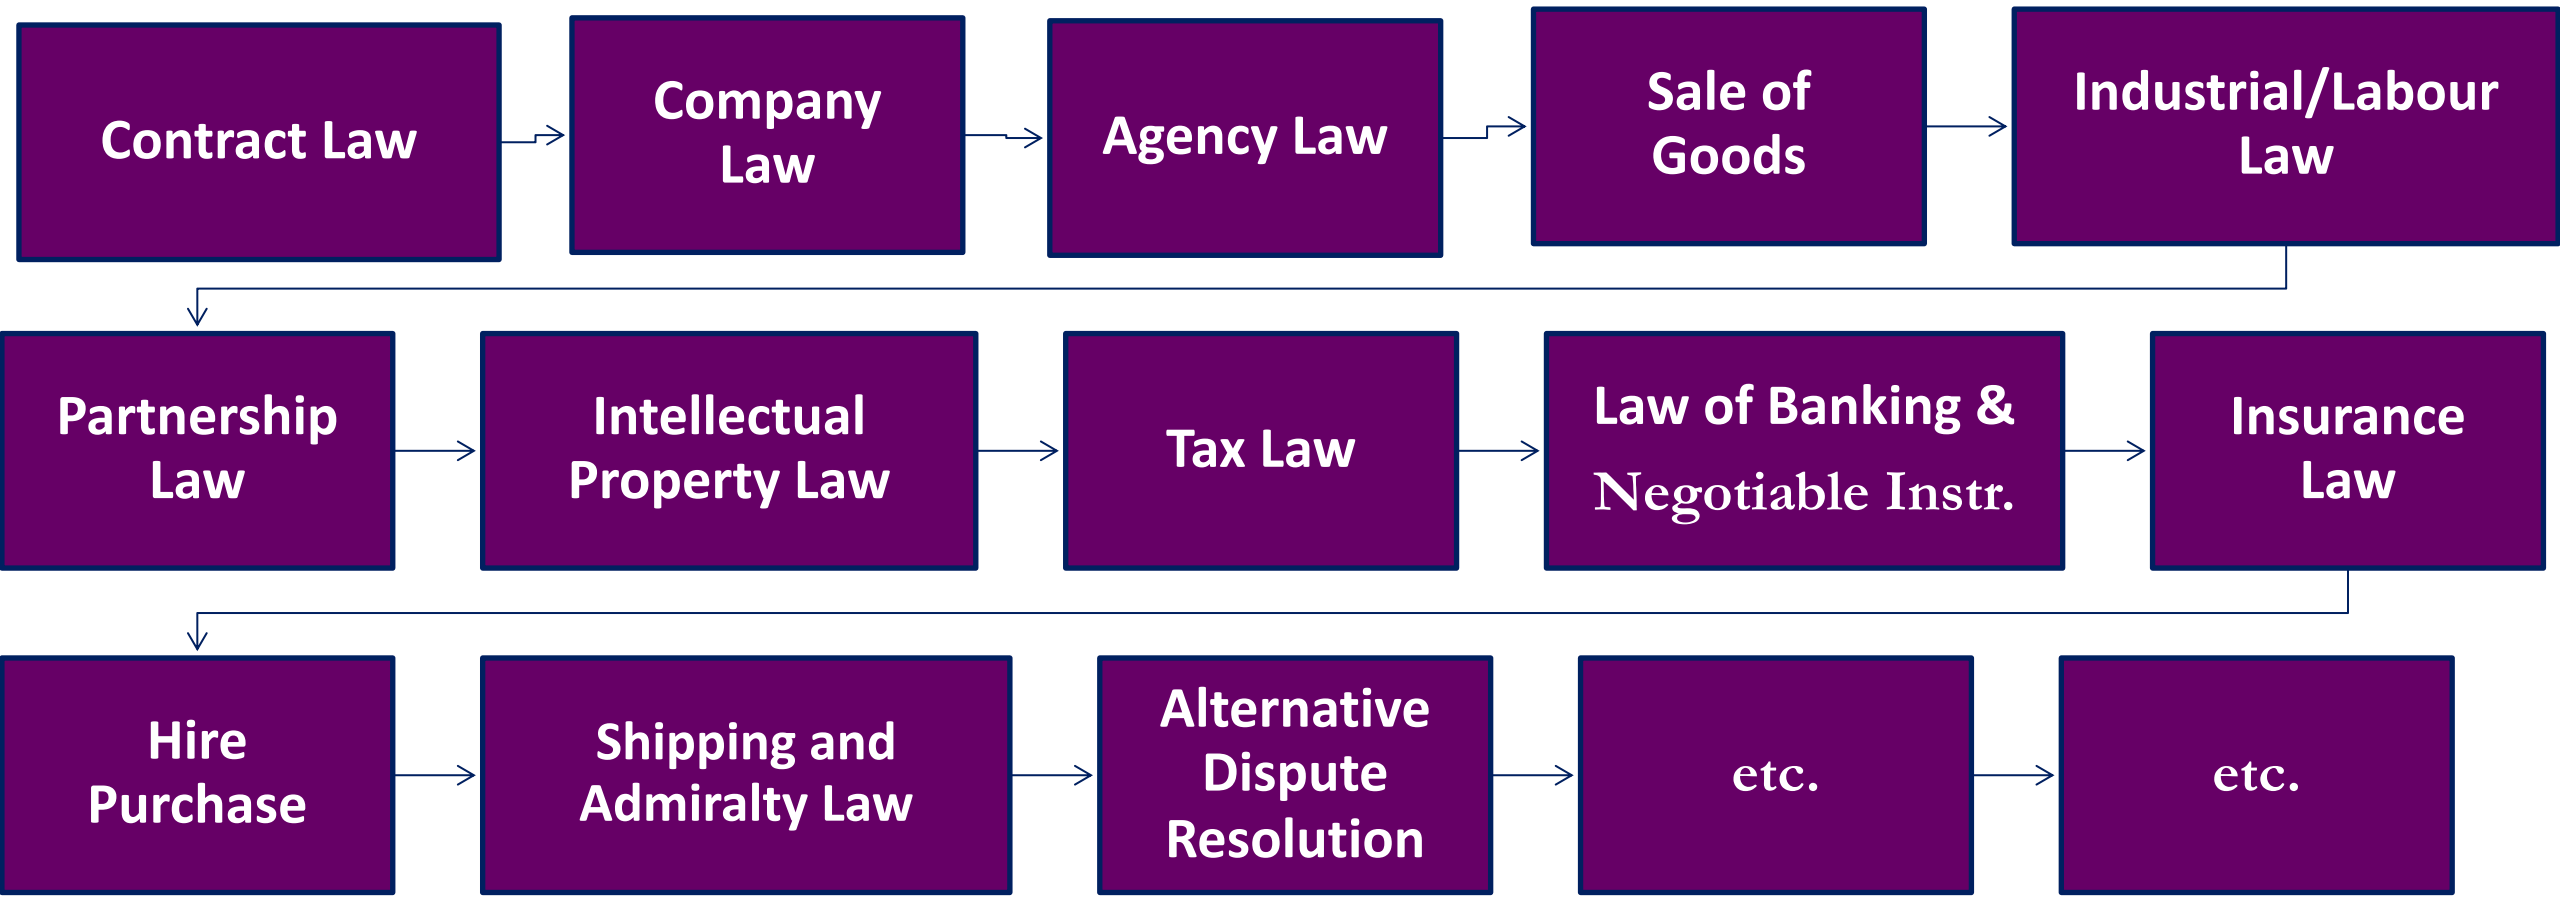 Contract Law
Company
Law
Agency Law
Sale of
Goods
Industrial/Labour
Law
Partnership
Law
Intellectual
Property Law
Tax Law
Law of Banking &
Negotiable Instr.
Insurance
Law
Hire
Purchase
Shipping and
Admiralty Law
Alternative
Dispute
Resolution
etc.
etc.